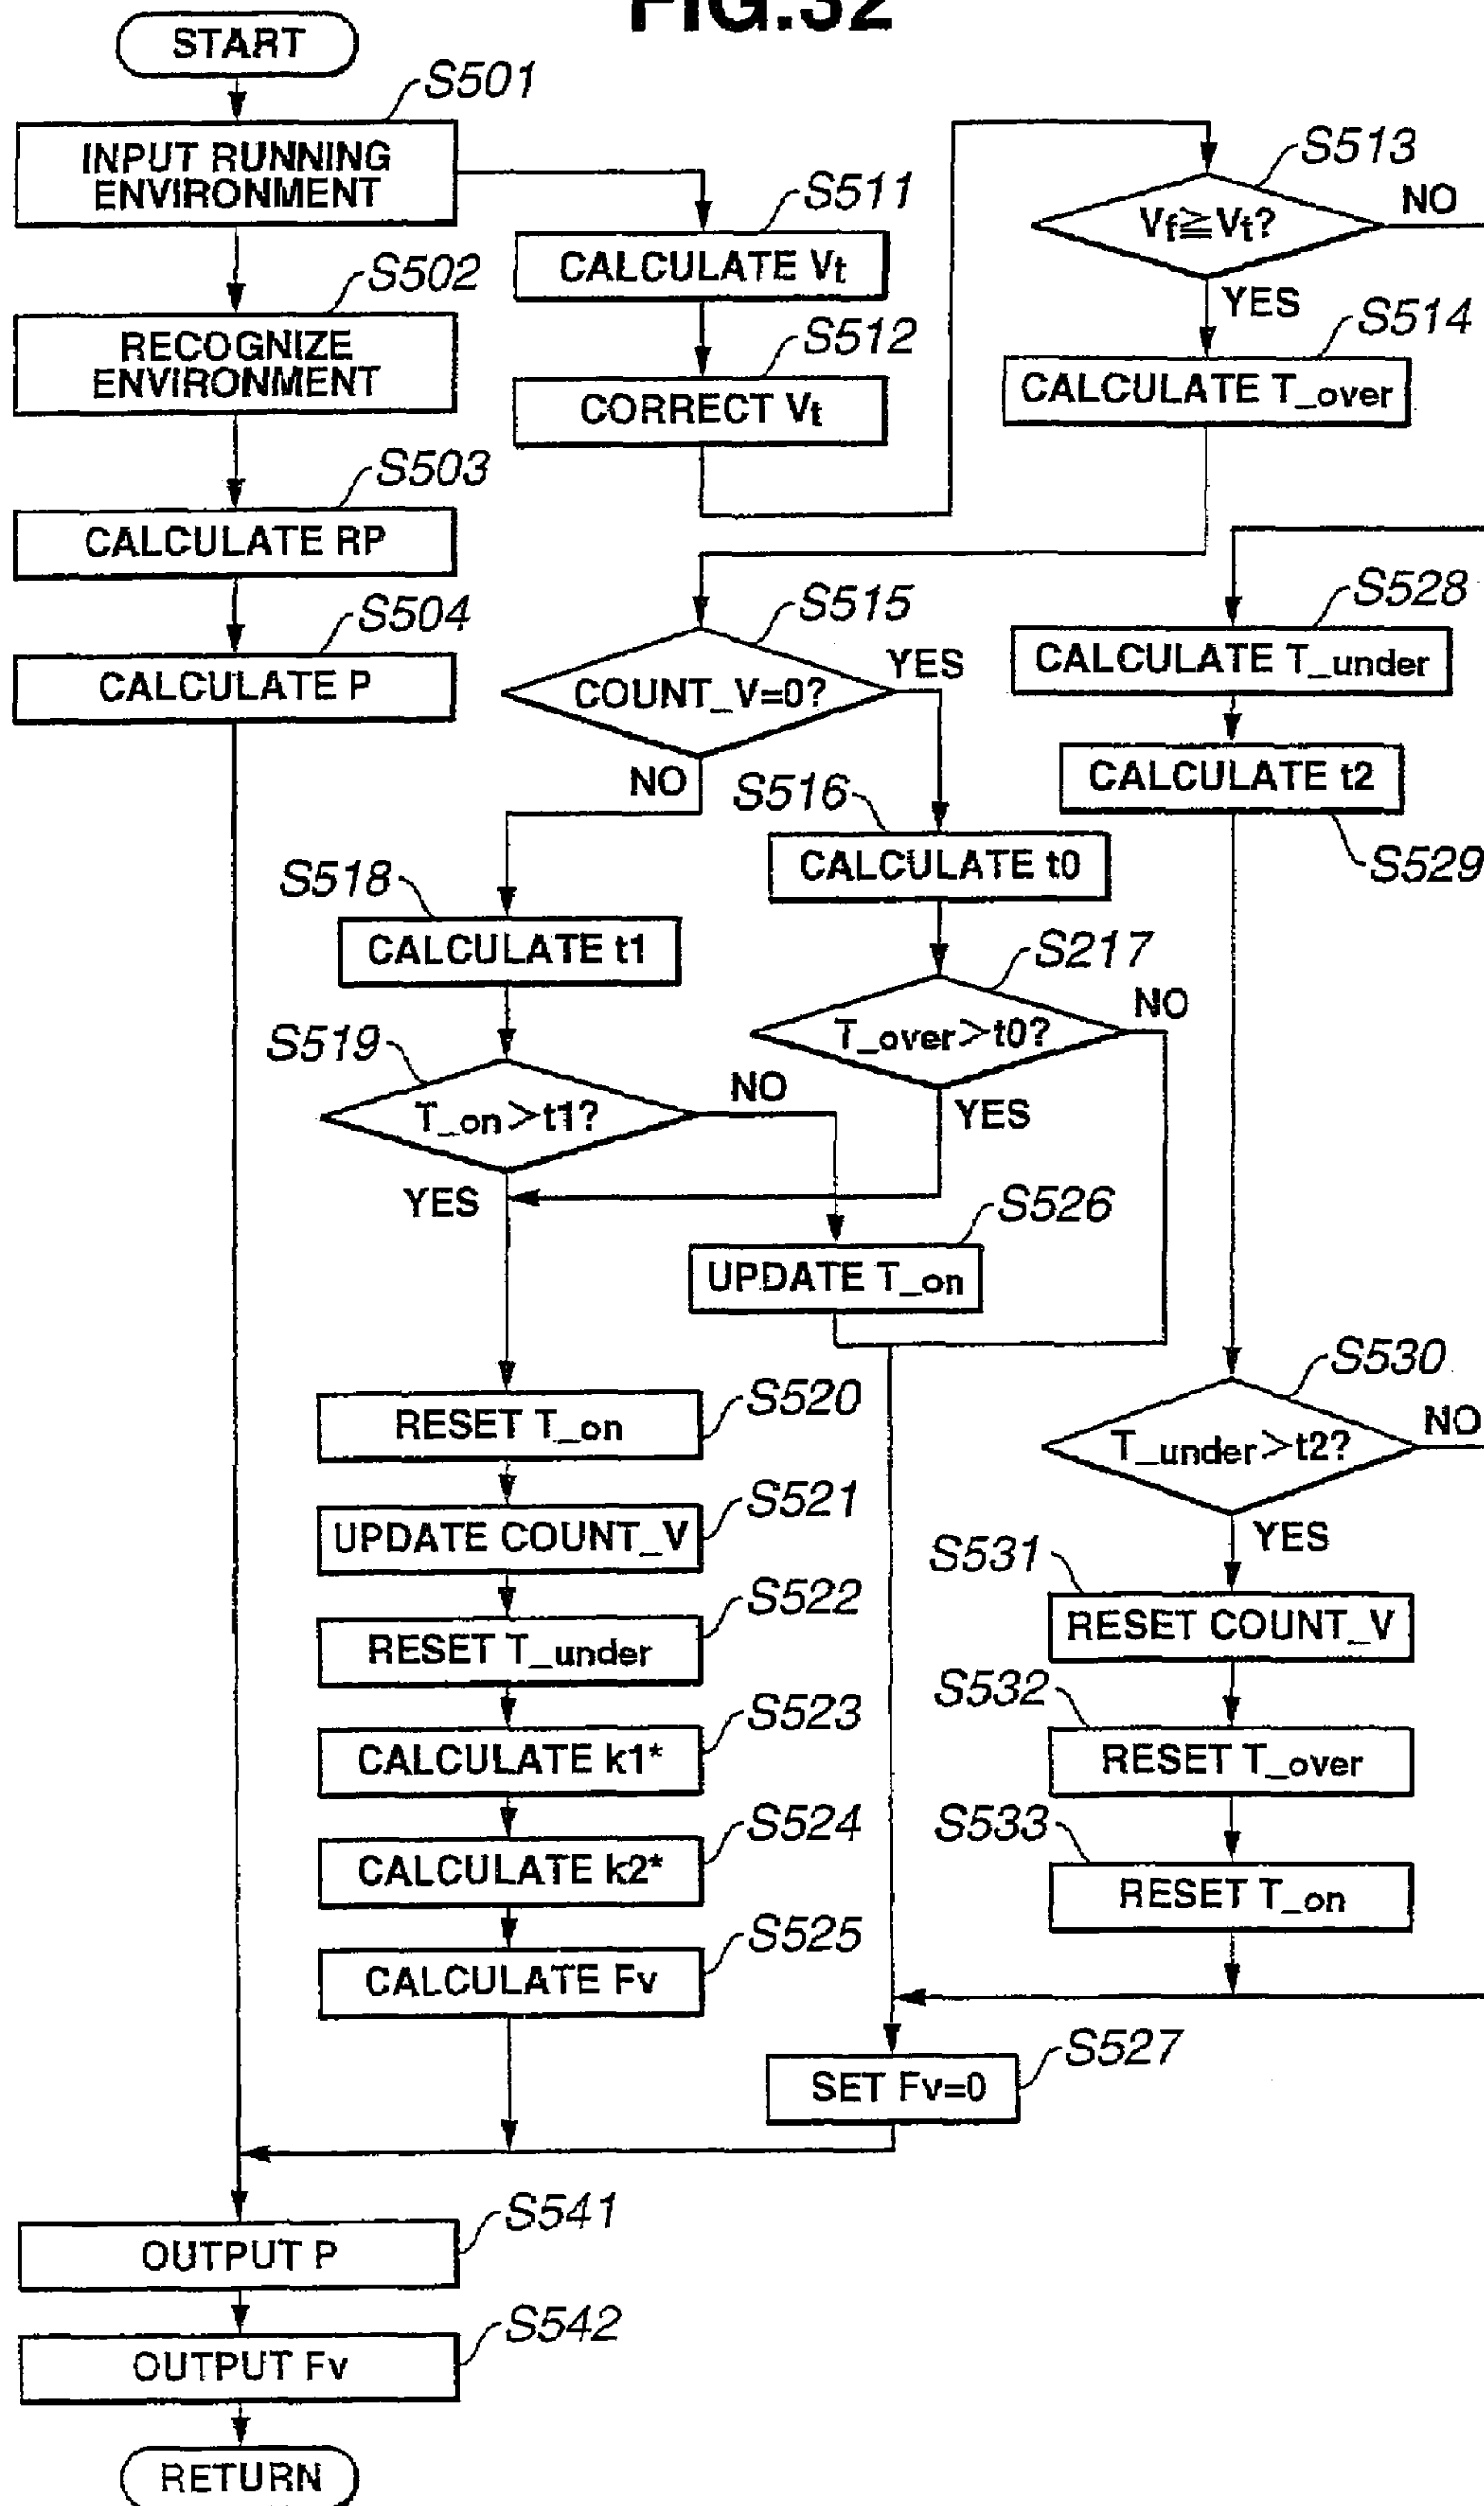 FIG.32
START
S501
INPUT RUNNING
ENVIRONMENT
S502
RECOGNIZE
ENVIRONMENT
S503
CALCULATE RP
S504
CALCULATE P
S511
CALCULATE Vt
S512
CORRECT Vt
S513
Vf≧Vt?
NO
YES
S514
CALCULATE T_over
S515
COUNT_V=0?
YES
NO
S516
CALCULATE t0
S217
T_over>t0?
NO
YES
S518
CALCULATE t1
S519
T_on>t1?
NO
YES
S526
UPDATE T_on
S520
RESET T_on
S521
UPDATE COUNT_V
S522
RESET T_under
S523
CALCULATE k1*
S524
CALCULATE k2*
S525
CALCULATE Fv
S528
CALCULATE T_under
CALCULATE t2
S529
S530
T_under>t2?
NO
YES
S531
RESET COUNT_V
S532
RESET T_over
S533
RESET T_on
S527
SET Fv=0
S541
OUTPUT P
S542
OUTPUT Fv
RETURN